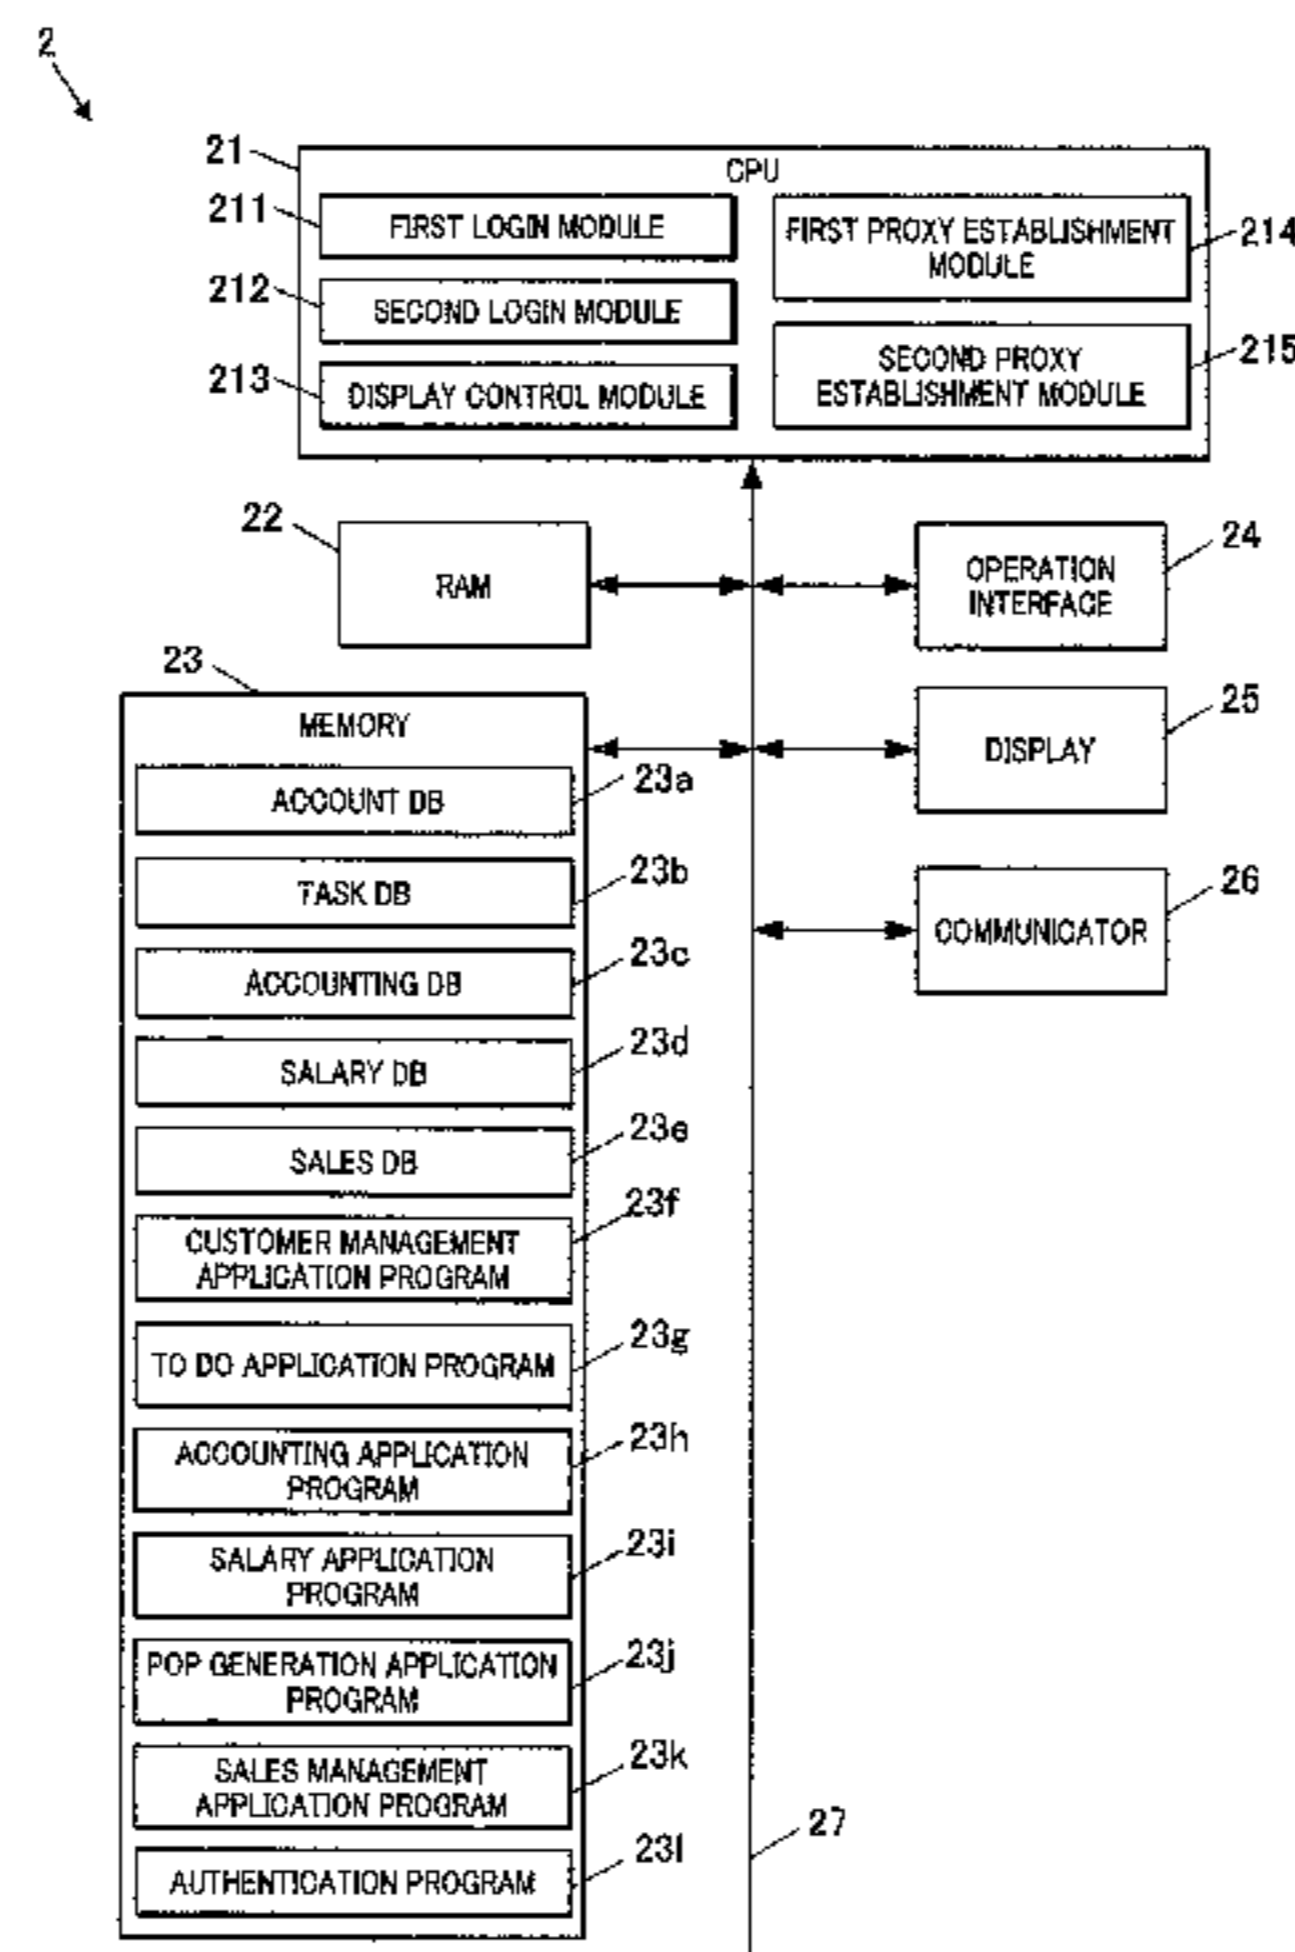 2
21
CPU
211
FIRST LOGIN MODULE
212
SECOND LOGIN MODULE
213
DISPLAY CONTROL MODULE
FIRST PROXY ESTABLISHMENT
MODULE
214
SECOND PROXY
ESTABLISHMENT MODULE
215
22
RAM
24
OPERATION
INTERFACE
23
MEMORY
25
DISPLAY
26
COMMUNICATOR
ACCOUNT DB
23a
TASK DB
23b
ACCOUNTING DB
23c
SALARY DB
23d
SALES DB
23e
CUSTOMER MANAGEMENT
APPLICATION PROGRAM
23f
TO DO APPLICATION PROGRAM
23g
ACCOUNTING APPLICATION
PROGRAM
23h
SALARY APPLICATION
PROGRAM
23i
POP GENERATION APPLICATION
PROGRAM
23j
SALES MANAGEMENT
APPLICATION PROGRAM
23k
AUTHENTICATION PROGRAM
23l
27